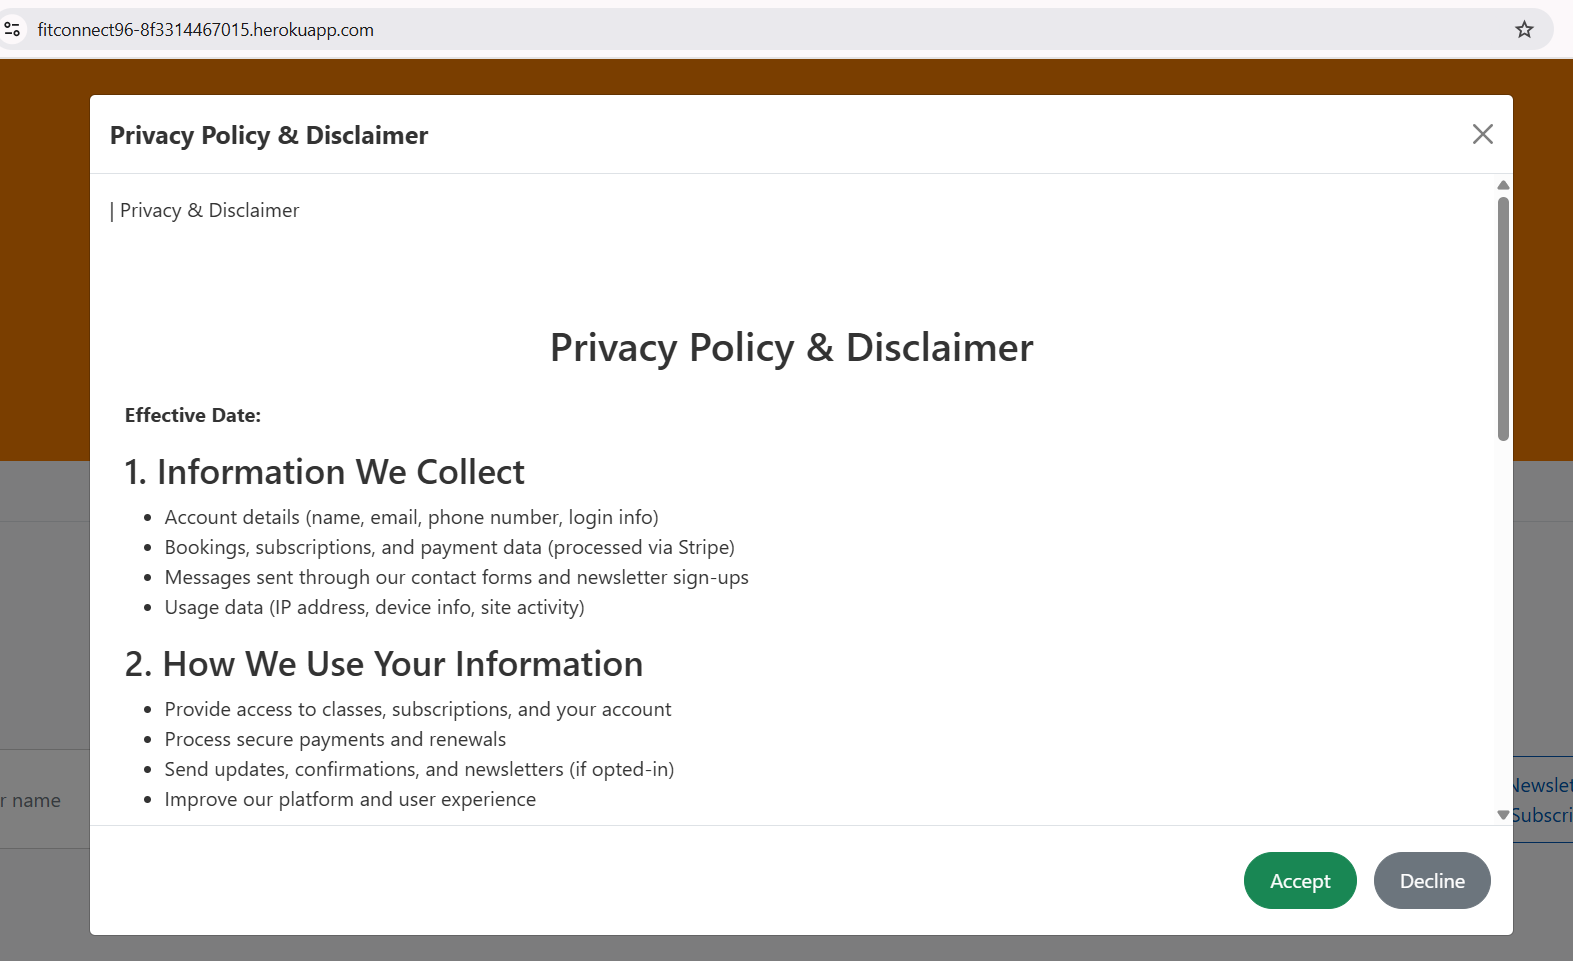 fitconnect96-8f3314467015.herokuapp.com
Privacy Policy & Disclaimer
| Privacy & Disclaimer
Privacy Policy & Disclaimer
Effective Date:
1. Information We Collect
• Account details (name, email, phone number, login info)
• Bookings, subscriptions, and payment data (processed via Stripe)
• Messages sent through our contact forms and newsletter sign-ups
• Usage data (IP address, device info, site activity)
2. How We Use Your Information
• Provide access to classes, subscriptions, and your account
• Process secure payments and renewals
• Send updates, confirmations, and newsletters (if opted-in)
• Improve our platform and user experience
r name
Newslet
Subscri
Accept Decline